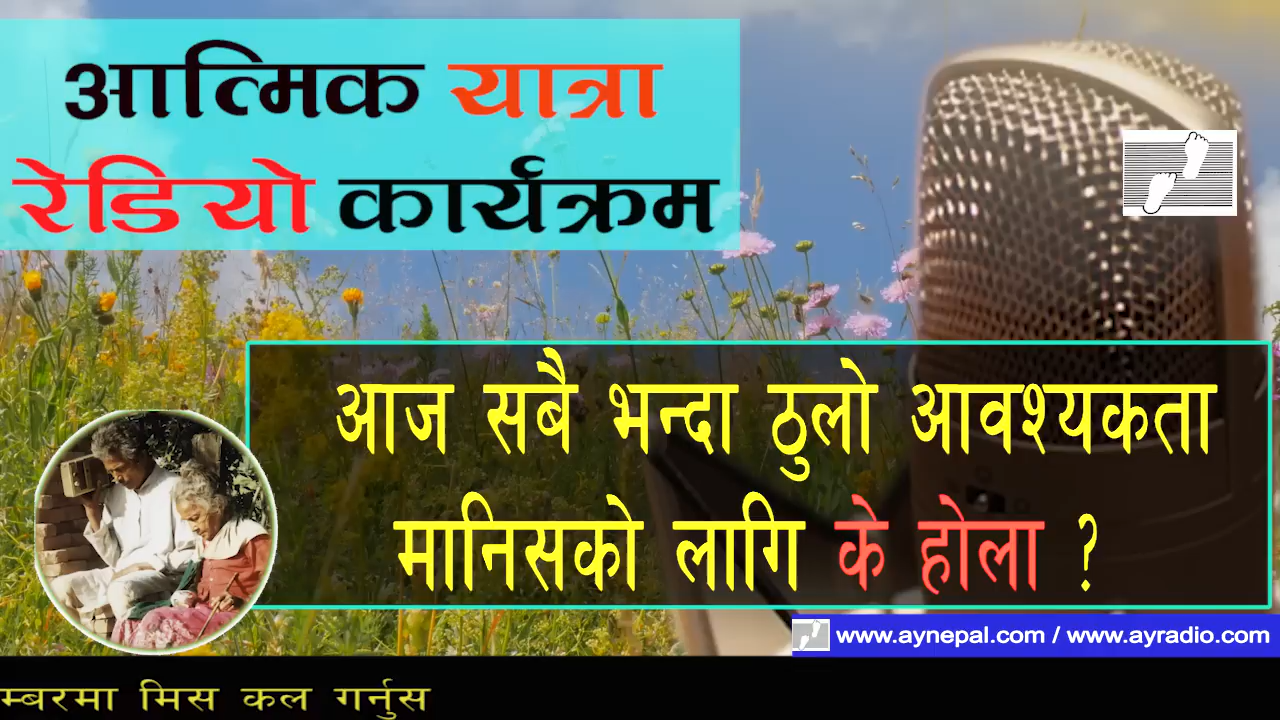 आत्मिक यात्रा
रेडियो कार्यक्रम
आज सबै भन्दा ठुलो आवश्यकता
मानिसको लागि के होला ?
www.aynepal.com / www.ayradio.com
म्बरमा मिस कल गर्नुस